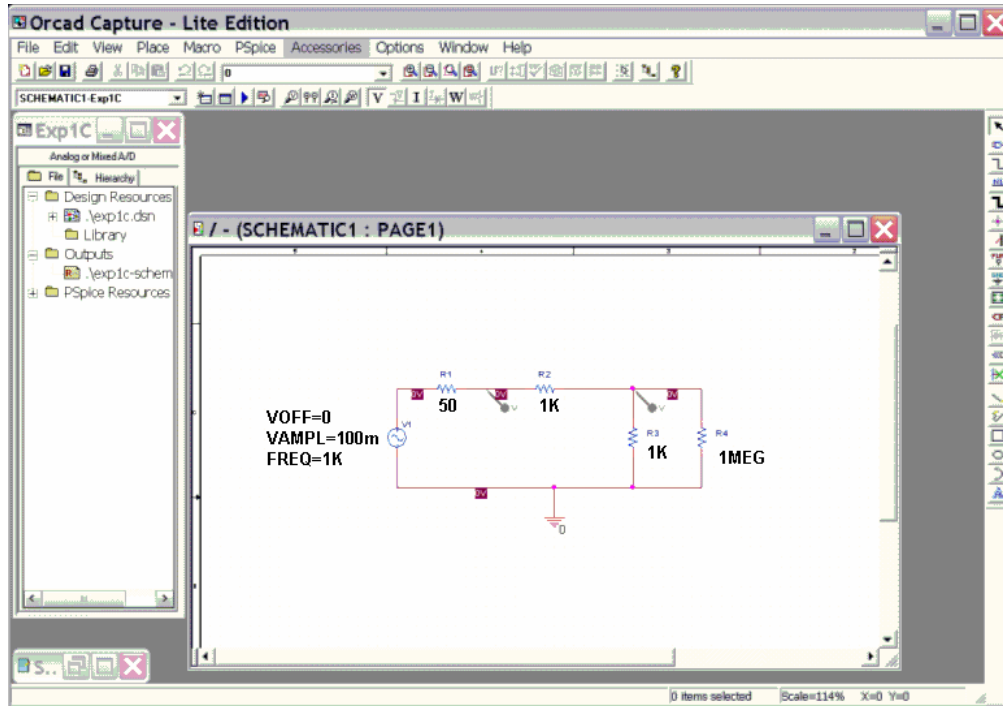 Orcad Capture - Lite Edition
File Edit View Place Macro PSpice Accessories Options Window Help
0
U?
SCHEMATIC1-Exp1C
V I W
Exp1C
Analog or Mixed A/D
File Hierarchy
Design Resources
.\exp1c.dsn
Library
Outputs
.\exp1c-schem
PSpice Resources
/ - (SCHEMATIC1 : PAGE1)
R1 R2
0V 0V 0V
50 1K
V V
VOFF=0
VAMPL=100m
FREQ=1K
V1
R3 R4
1K 1MEG
0V
0
S..
0 items selected Scale=114% X=0 Y=0